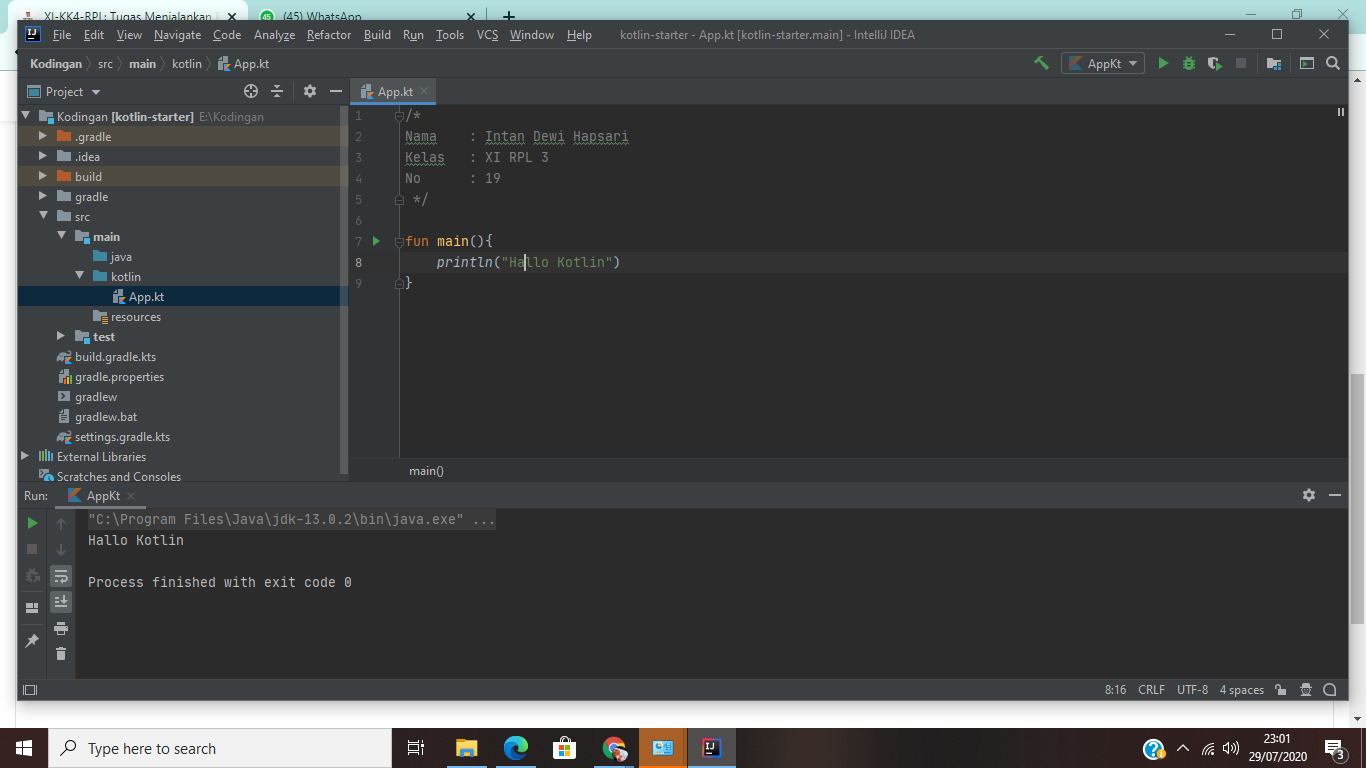 XI-KK4-RPL: Tugas Menjalankan
45 (45) WhatsApp
File Edit View Navigate Code Analyze Refactor Build Run Tools VCS Window Help kotlin-starter - App.kt [kotlin-starter.main] - IntelliJ IDEA
Kodingan src main kotlin App.kt AppKt
Project App.kt
Kodingan [kotlin-starter] E:\Kodingan
.gradle
.idea
build
gradle
src
main
java
kotlin
App.kt
resources
test
build.gradle.kts
gradle.properties
gradlew
gradlew.bat
settings.gradle.kts
External Libraries
Scratches and Consoles
1 /*
2 Nama : Intan Dewi Hapsari
3 Kelas : XI RPL 3
4 No : 19
5 */
6
7 fun main(){
8 println("Hallo Kotlin")
9 }
main()
Run: AppKt
"C:\Program Files\Java\jdk-13.0.2\bin\java.exe" ...
Hallo Kotlin
Process finished with exit code 0
8:16 CRLF UTF-8 4 spaces
Type here to search
23:01
29/07/2020
3